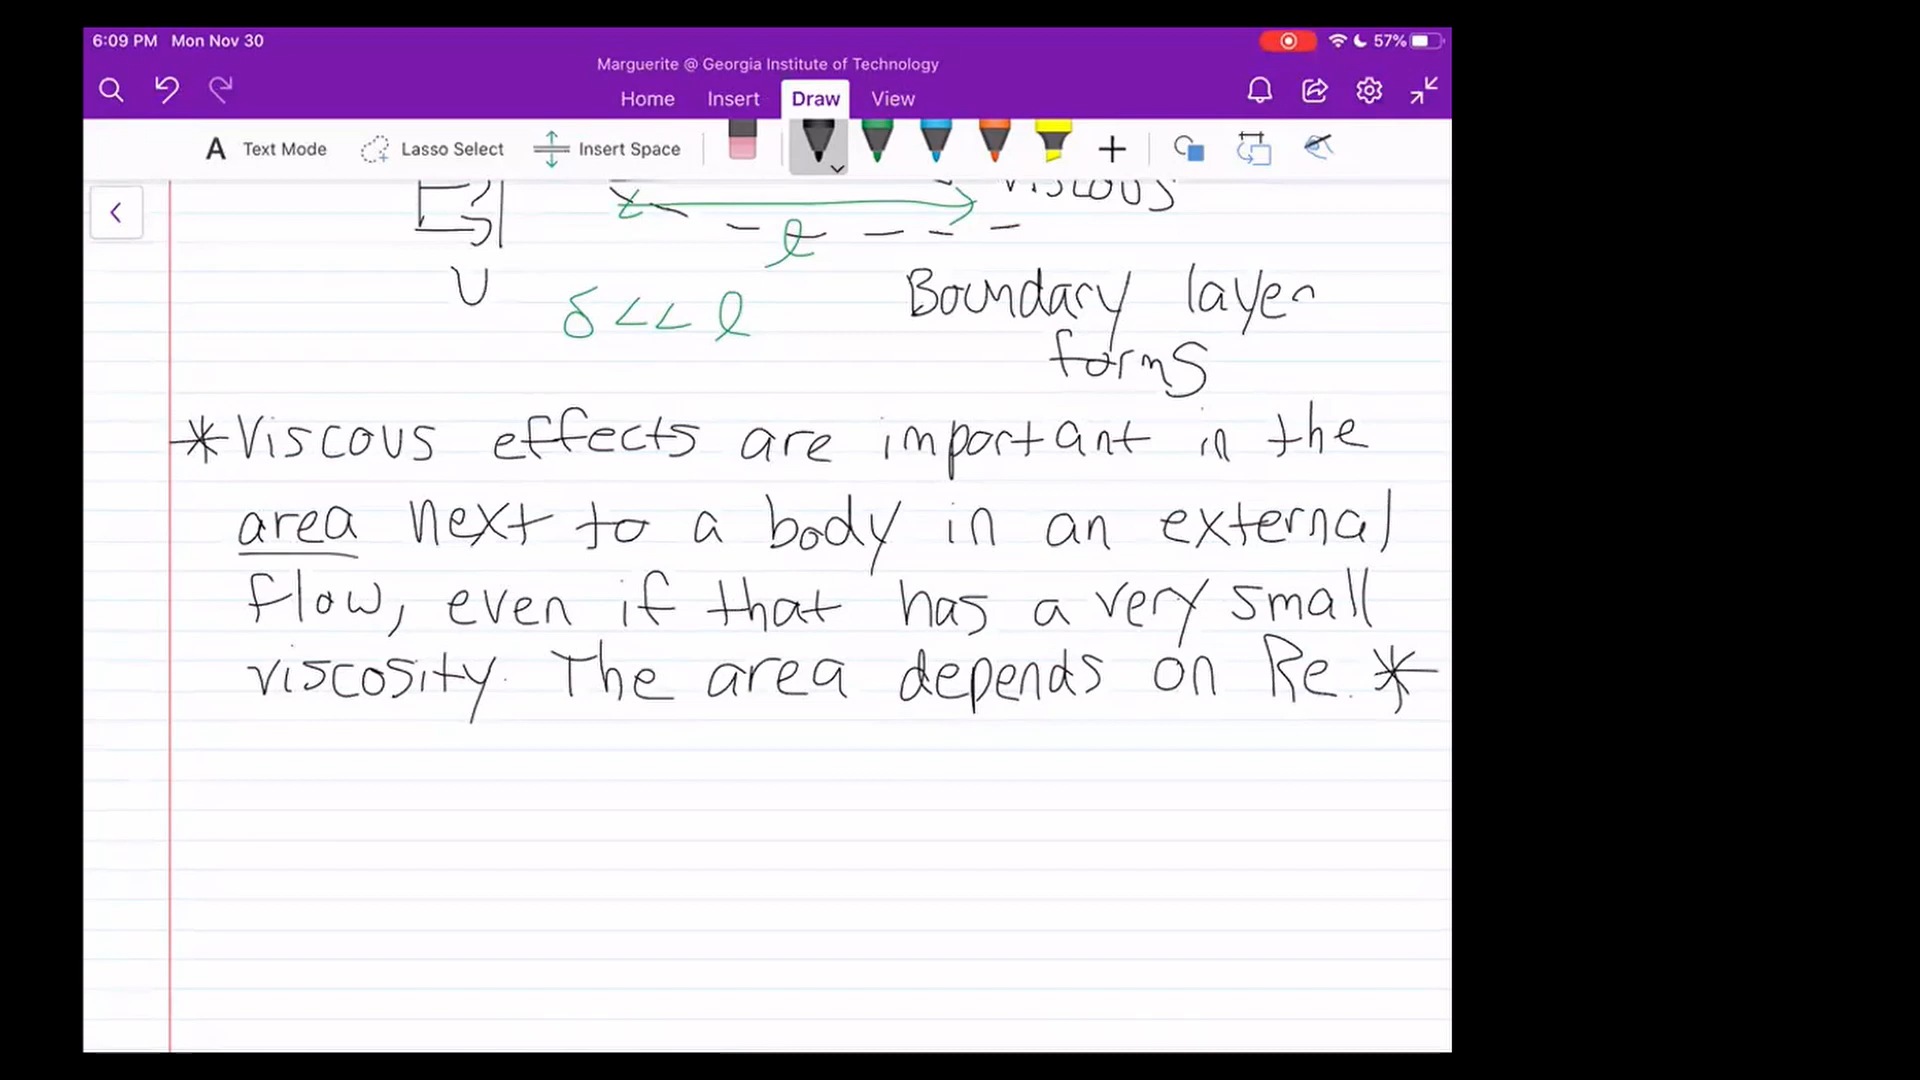 6:09 PM Mon Nov 30
57%
Marguerite @ Georgia Institute of Technology
Home Insert Draw View
A Text Mode Lasso Select Insert Space
Viscous
l
U
δ << l
Boundary layer
forms
*Viscous effects are important in the
area next to a body in an external
flow, even if that has a very small
viscosity. The area depends on Re.*